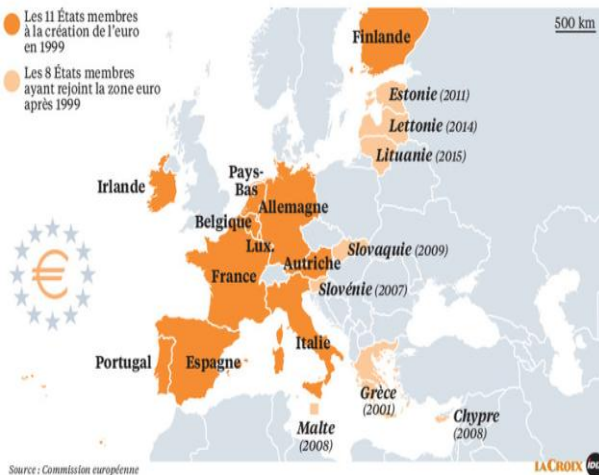 Les 11 États membres
à la création de l'euro
en 1999
Les 8 États membres
ayant rejoint la zone euro
après 1999
500 km
Finlande
Estonie (2011)
Lettonie (2014)
Lituanie (2015)
Irlande
Pays-
Bas
Allemagne
Belgique
Lux.
Slovaquie (2009)
Autriche
France
Slovénie (2007)
Italie
Portugal
Espagne
Grèce
(2001)
Malte
(2008)
Chypre
(2008)
€
Source : Commission européenne
LA CROIX